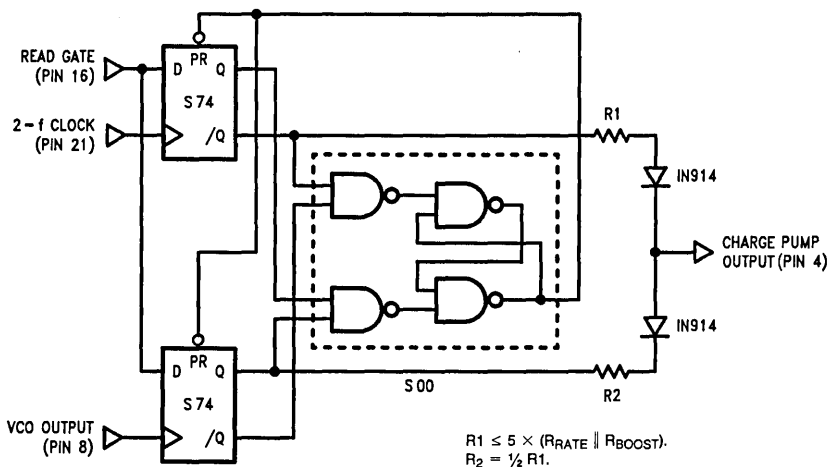 READ GATE
(PIN 16)
D
PR
Q
S74
/Q
2-f CLOCK
(PIN 21)
R1
IN914
CHARGE PUMP
OUTPUT (PIN 4)
IN914
R2
S00
D
PR
Q
S74
/Q
VCO OUTPUT
(PIN 8)
R1 ≤ 5 × (RRATE ∥ RBOOST).
R2 = ½ R1.